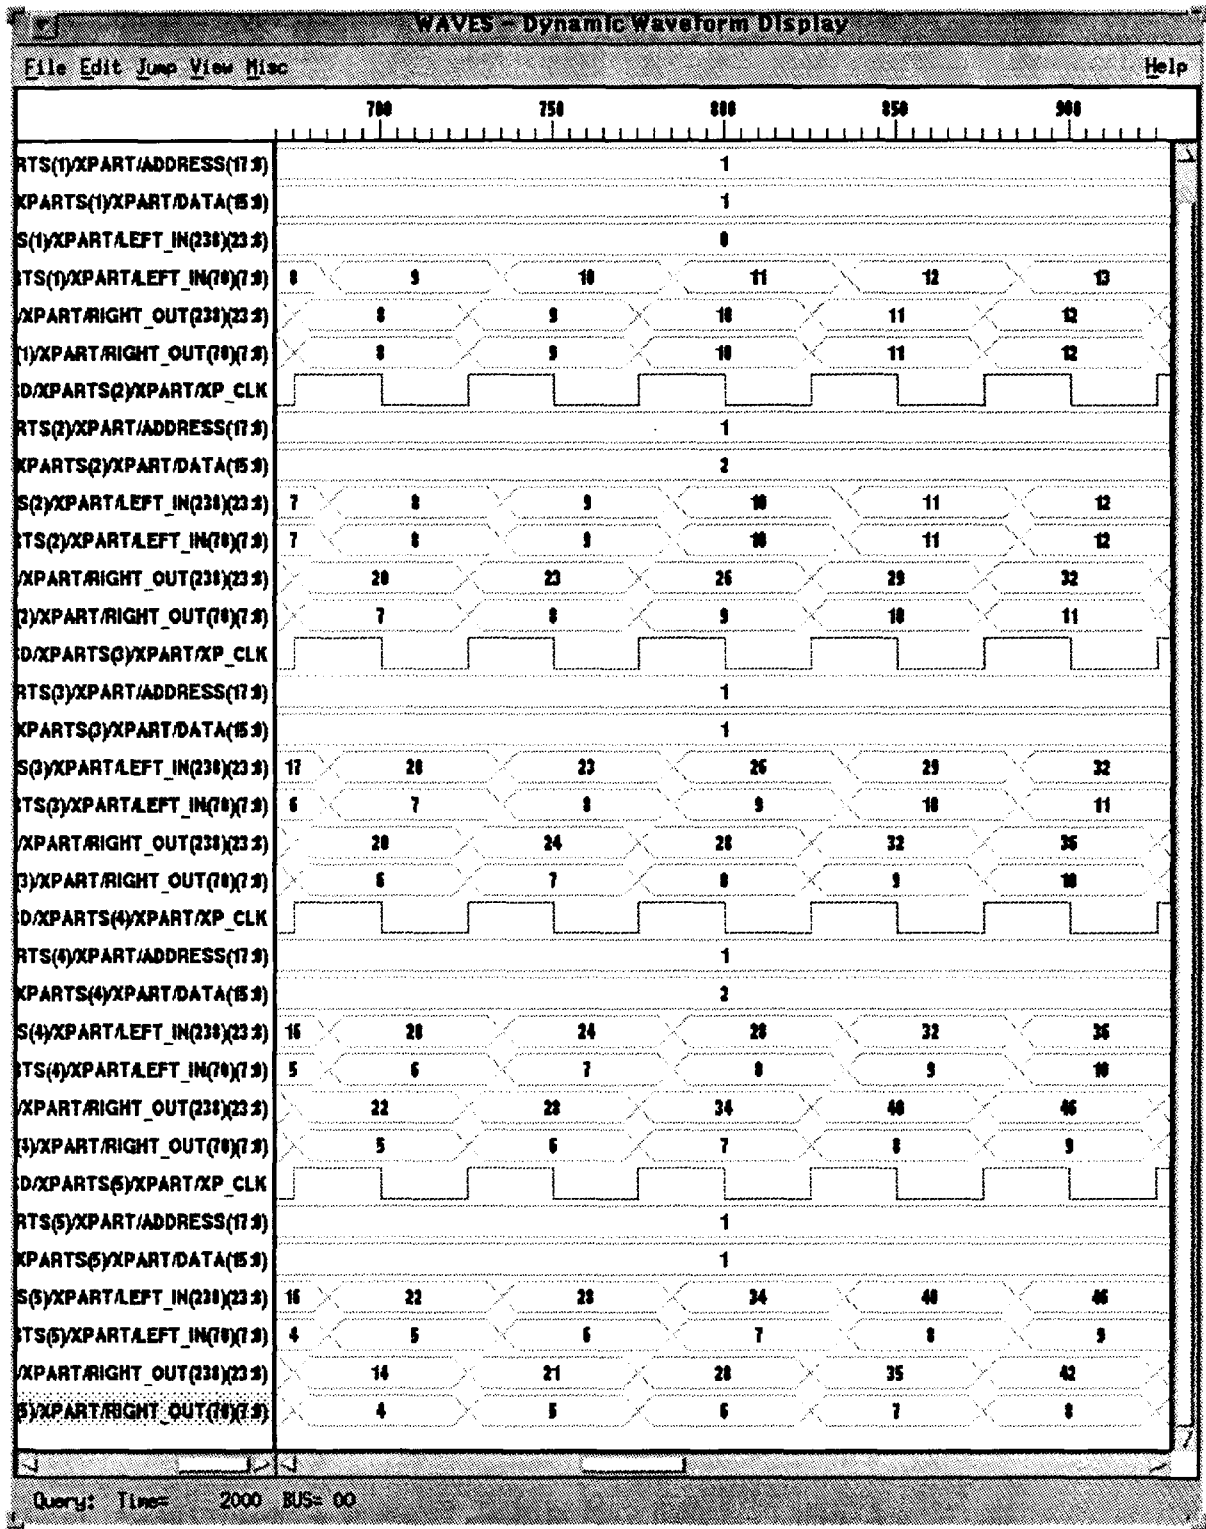 WAVES - Dynamic Waveform Display
File Edit Jump View Misc Help
700 750 800 850 900
RTS(1)/XPART/ADDRESS(17:0) 1
XPARTS(1)/XPART/DATA(15:0) 1
S(1)/XPART/LEFT_IN(230)(23:0) 0
RTS(1)/XPART/LEFT_IN(70)(7:0) 8 9 10 11 12 13
/XPART/RIGHT_OUT(230)(23:0) 8 9 10 11 12
(1)/XPART/RIGHT_OUT(70)(7:0) 8 9 10 11 12
D/XPARTS(2)/XPART/XP_CLK
RTS(2)/XPART/ADDRESS(17:0) 1
XPARTS(2)/XPART/DATA(15:0) 2
S(2)/XPART/LEFT_IN(230)(23:0) 7 8 9 10 11 12
RTS(2)/XPART/LEFT_IN(70)(7:0) 7 8 9 10 11 12
/XPART/RIGHT_OUT(230)(23:0) 20 23 26 29 32
(2)/XPART/RIGHT_OUT(70)(7:0) 7 8 9 10 11
D/XPARTS(3)/XPART/XP_CLK
RTS(3)/XPART/ADDRESS(17:0) 1
XPARTS(3)/XPART/DATA(15:0) 1
S(3)/XPART/LEFT_IN(230)(23:0) 17 20 23 26 29 32
RTS(3)/XPART/LEFT_IN(70)(7:0) 6 7 8 9 10 11
/XPART/RIGHT_OUT(230)(23:0) 20 24 28 32 36
(3)/XPART/RIGHT_OUT(70)(7:0) 6 7 8 9 10
D/XPARTS(4)/XPART/XP_CLK
RTS(4)/XPART/ADDRESS(17:0) 1
XPARTS(4)/XPART/DATA(15:0) 2
S(4)/XPART/LEFT_IN(230)(23:0) 16 20 24 28 32 36
RTS(4)/XPART/LEFT_IN(70)(7:0) 5 6 7 8 9 10
/XPART/RIGHT_OUT(230)(23:0) 22 28 34 40 46
(4)/XPART/RIGHT_OUT(70)(7:0) 5 6 7 8 9
D/XPARTS(5)/XPART/XP_CLK
RTS(5)/XPART/ADDRESS(17:0) 1
XPARTS(5)/XPART/DATA(15:0) 1
S(5)/XPART/LEFT_IN(230)(23:0) 16 22 28 34 40 46
RTS(5)/XPART/LEFT_IN(70)(7:0) 4 5 6 7 8 9
/XPART/RIGHT_OUT(230)(23:0) 14 21 28 35 42
(5)/XPART/RIGHT_OUT(70)(7:0) 4 5 6 7 8
Query: Time= 2000 BUS= 00